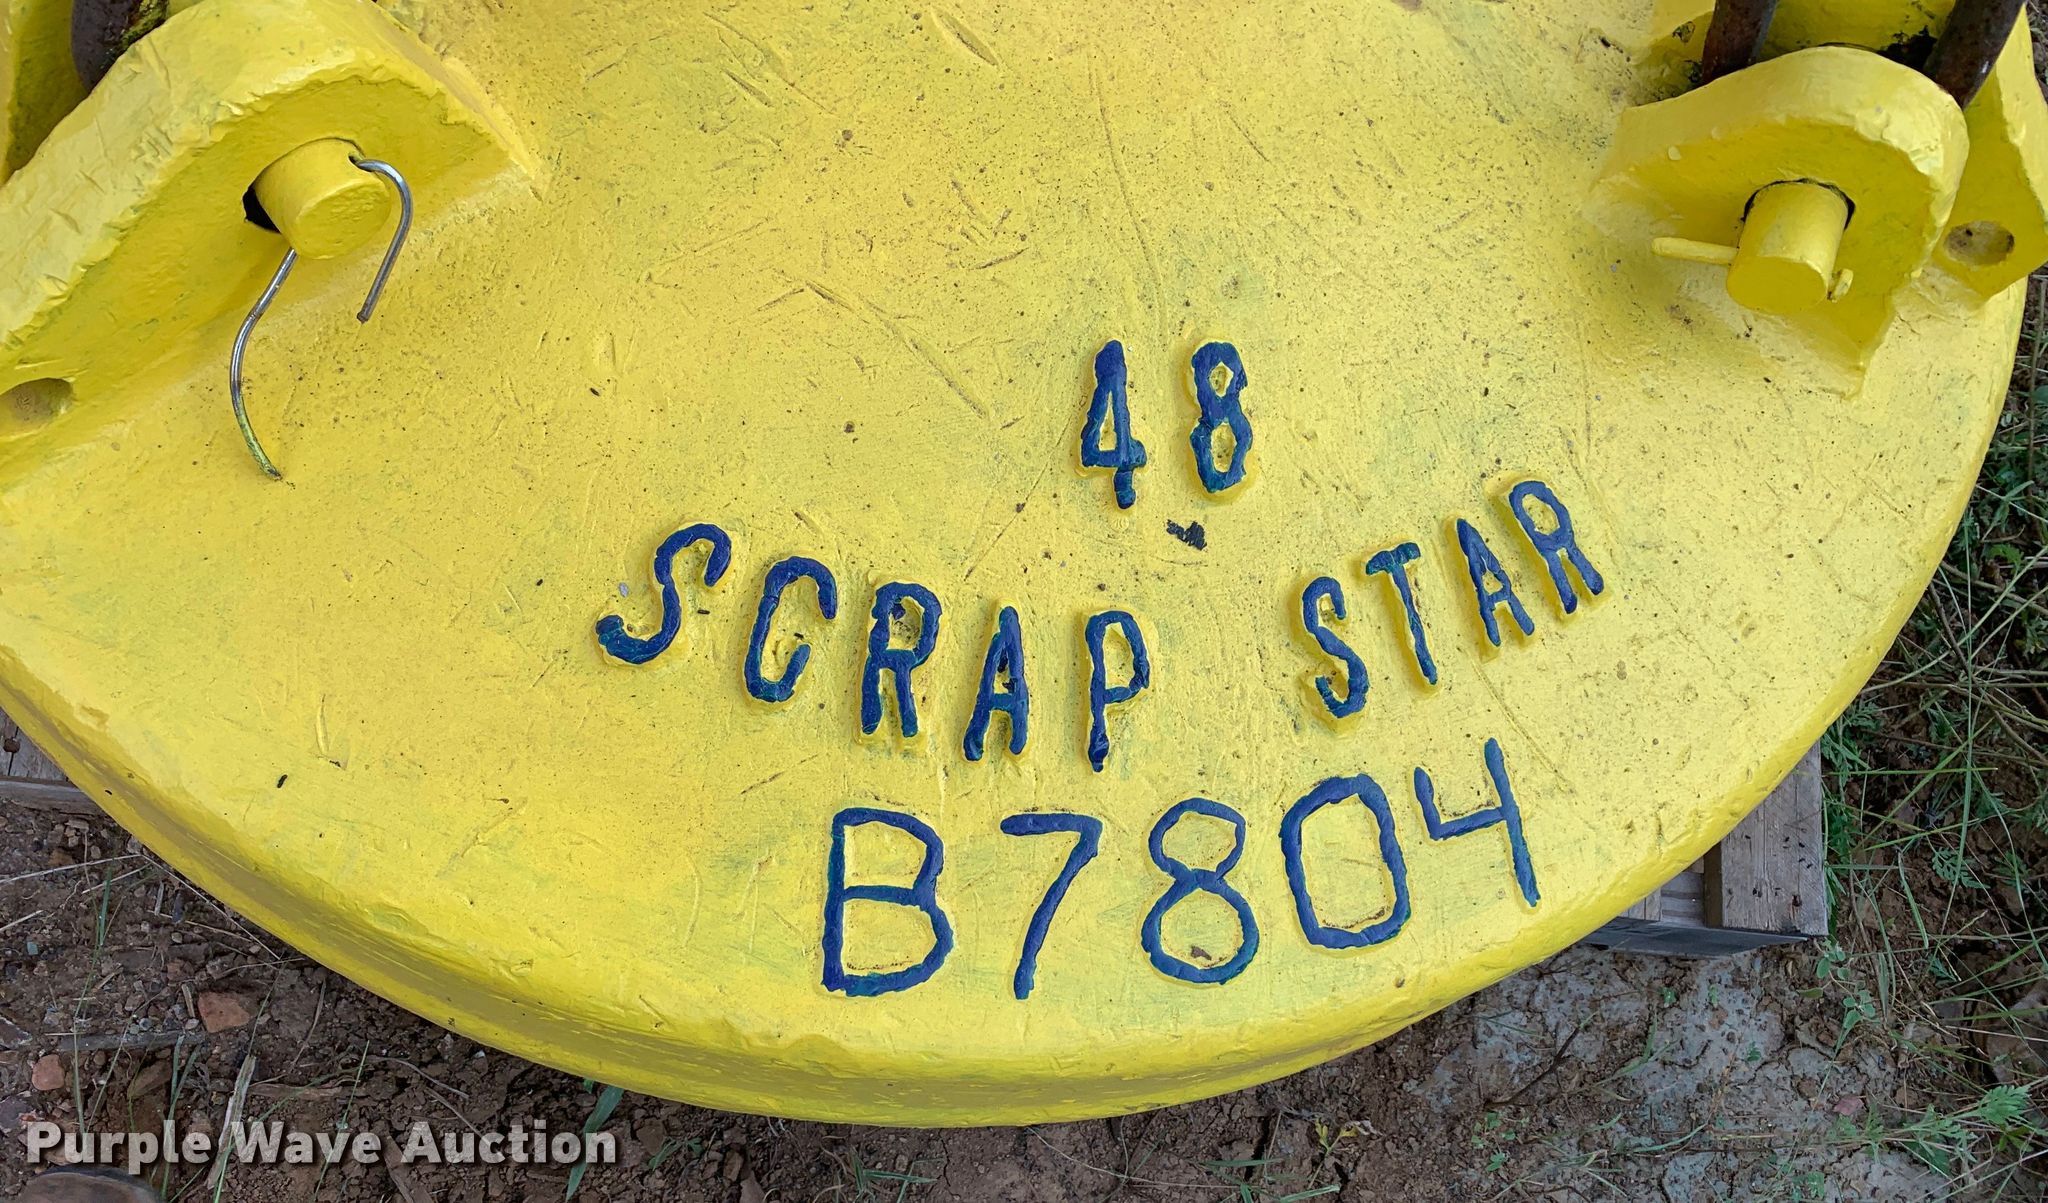 48
SCRAP STAR
B7804
Purple Wave Auction